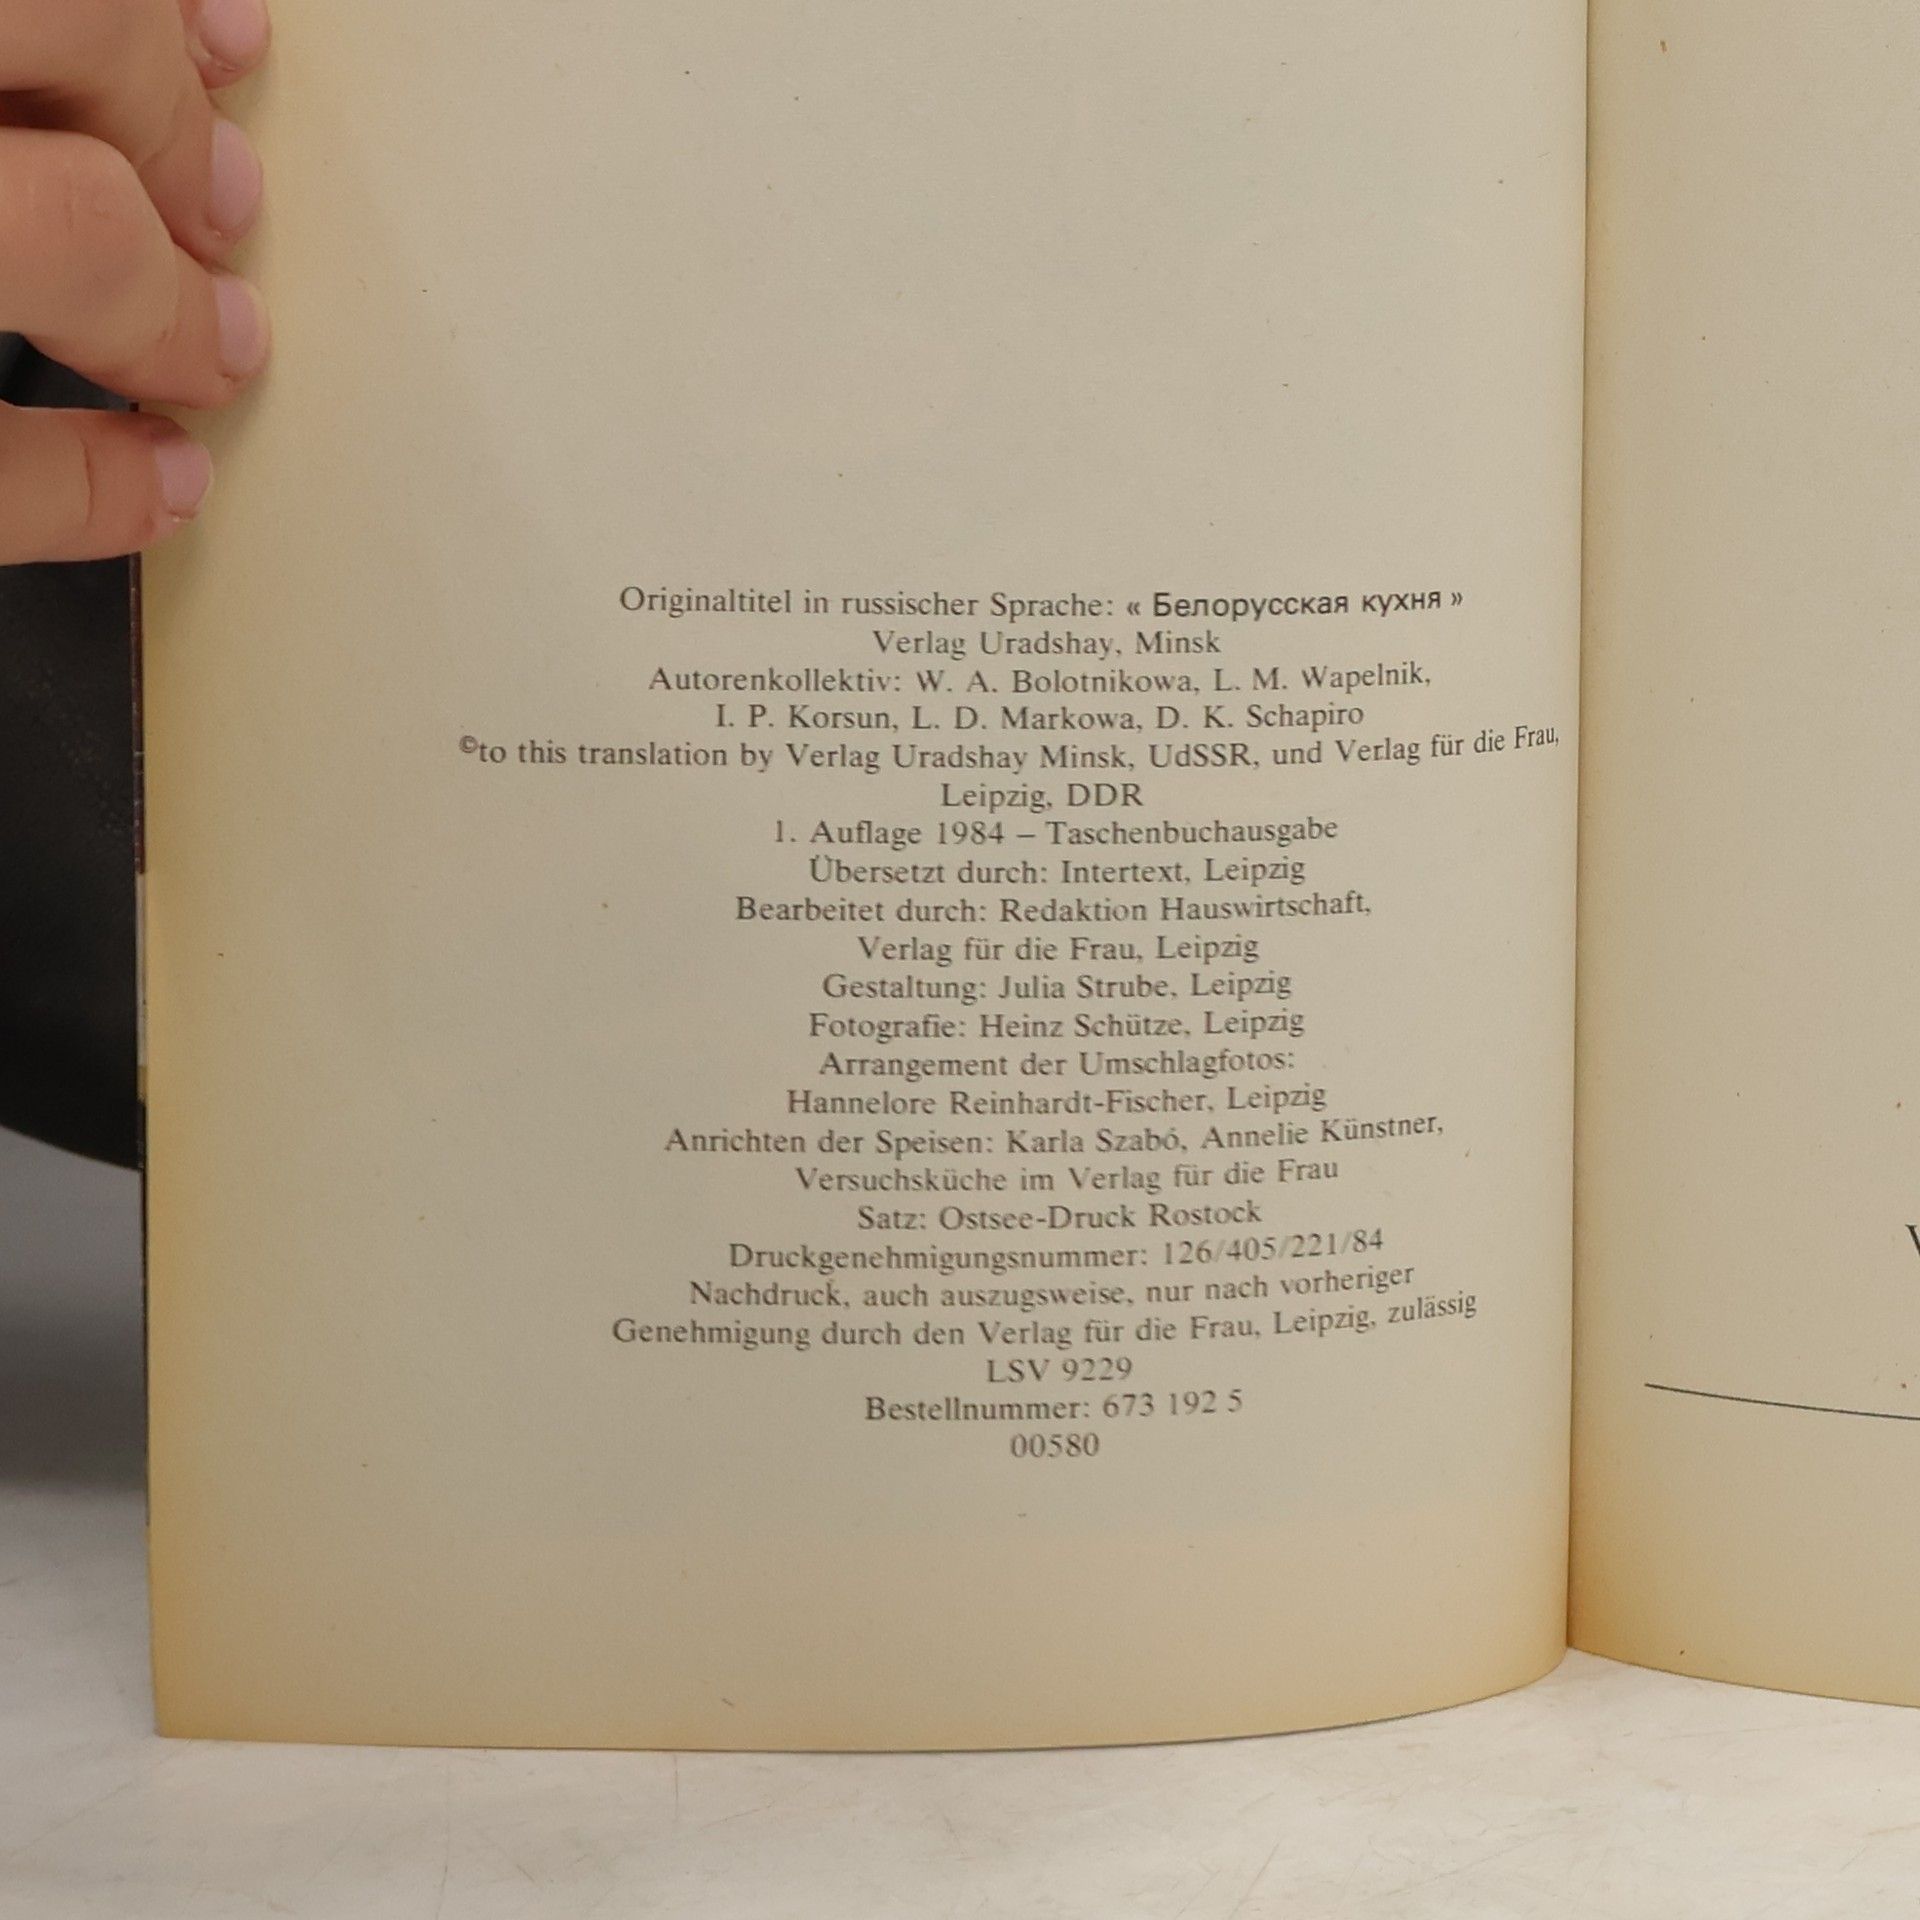 Originaltitel in russischer Sprache: « Белорусская кухня »
Verlag Uradshay, Minsk
Autorenkollektiv: W. A. Bolotnikowa, L. M. Wapelnik,
I. P. Korsun, L. D. Markowa, D. K. Schapiro
©to this translation by Verlag Uradshay Minsk, UdSSR, und Verlag für die Frau,
Leipzig, DDR
1. Auflage 1984 – Taschenbuchausgabe
Übersetzt durch: Intertext, Leipzig
Bearbeitet durch: Redaktion Hauswirtschaft,
Verlag für die Frau, Leipzig
Gestaltung: Julia Strube, Leipzig
Fotografie: Heinz Schütze, Leipzig
Arrangement der Umschlagfotos:
Hannelore Reinhardt-Fischer, Leipzig
Anrichten der Speisen: Karla Szabó, Annelie Künstner,
Versuchsküche im Verlag für die Frau
Satz: Ostsee-Druck Rostock
Druckgenehmigungsnummer: 126/405/221/84
Nachdruck, auch auszugsweise, nur nach vorheriger
Genehmigung durch den Verlag für die Frau, Leipzig, zulässig
LSV 9229
Bestellnummer: 673 192 5
00580